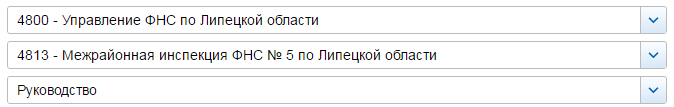 4800 - Управление ФНС по Липецкой области
4813 - Межрайонная инспекция ФНС № 5 по Липецкой области
Руководство